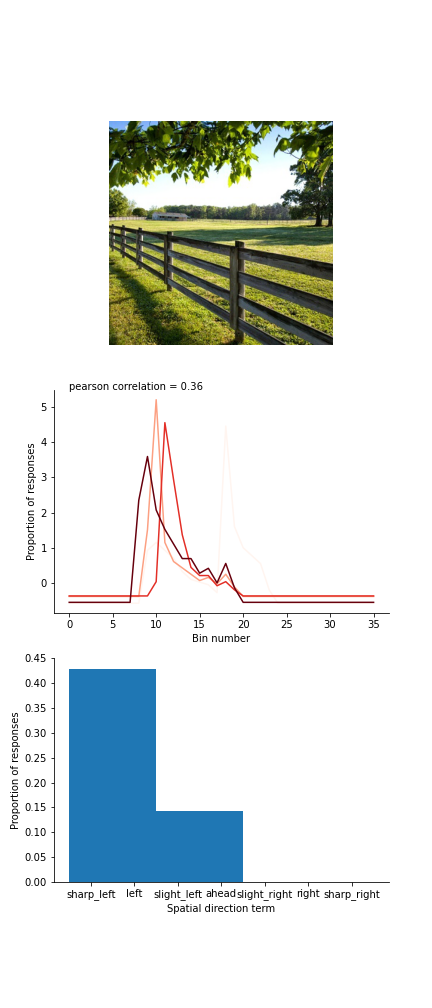 pearson correlation = 0.36
5
4
3
2
1
0
Proportion of responses
0 5 10 15 20 25 30 35
Bin number
0.45
0.40
0.35
0.30
0.25
0.20
0.15
0.10
0.05
0.00
Proportion of responses
sharp_left left slight_left ahead slight_right right sharp_right
Spatial direction term